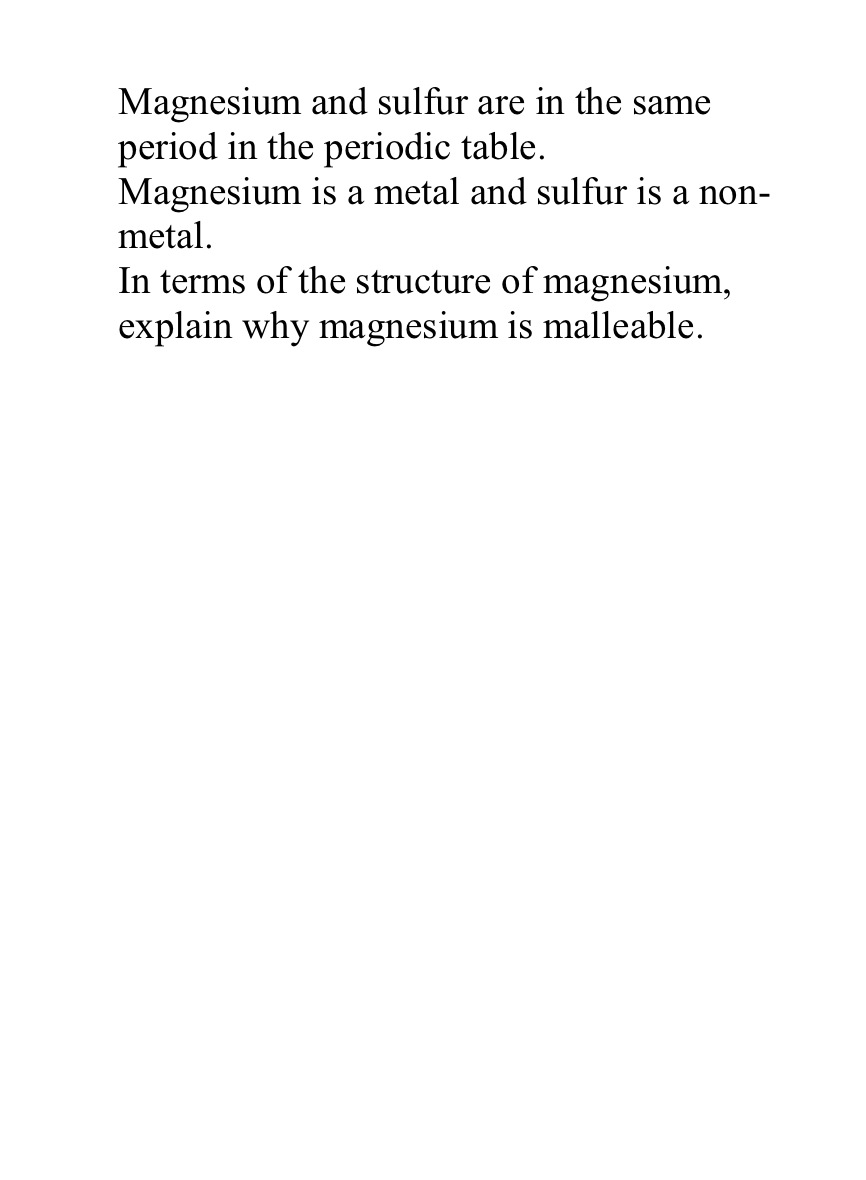 Magnesium and sulfur are in the same
period in the periodic table.
Magnesium is a metal and sulfur is a non-
metal.
In terms of the structure of magnesium,
explain why magnesium is malleable.